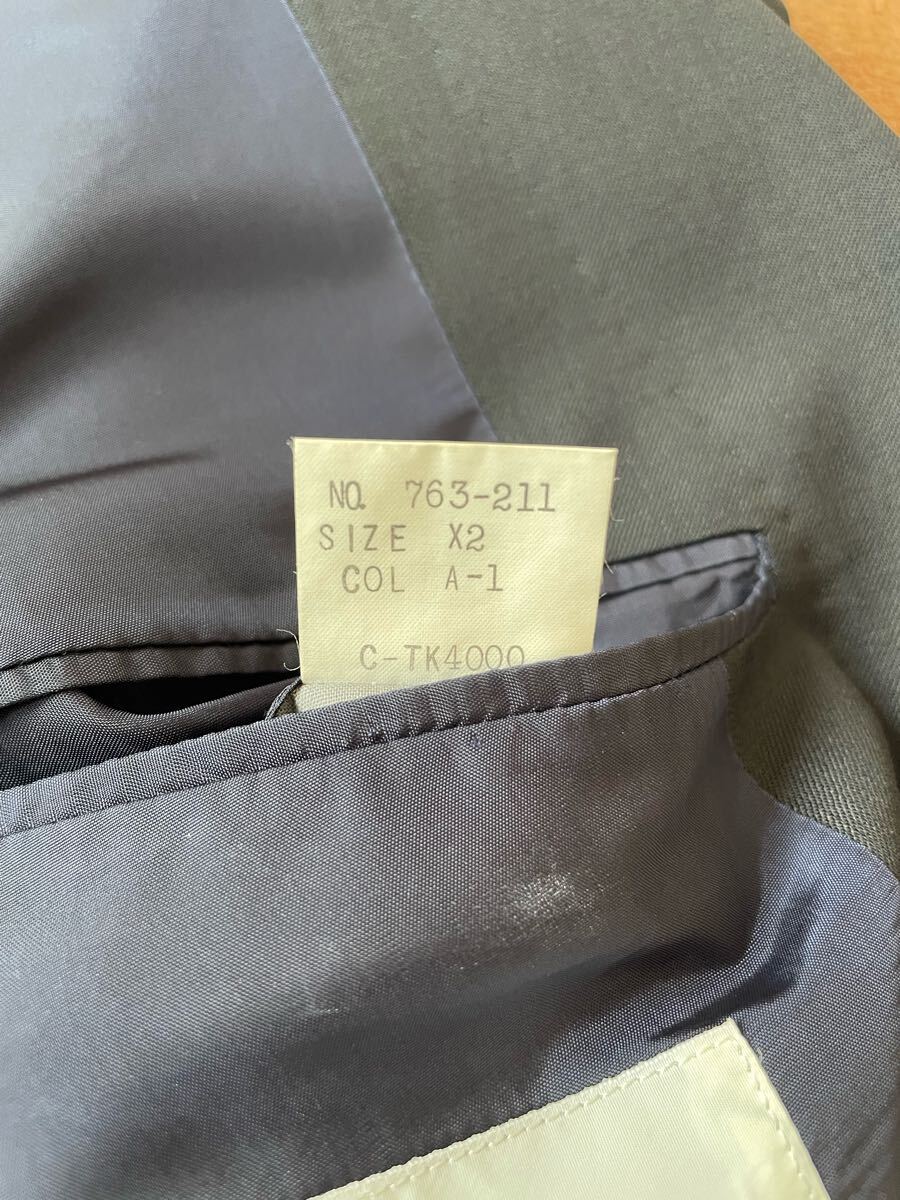 NO. 763-211
SIZE X2
COL A-1
C-TK4000